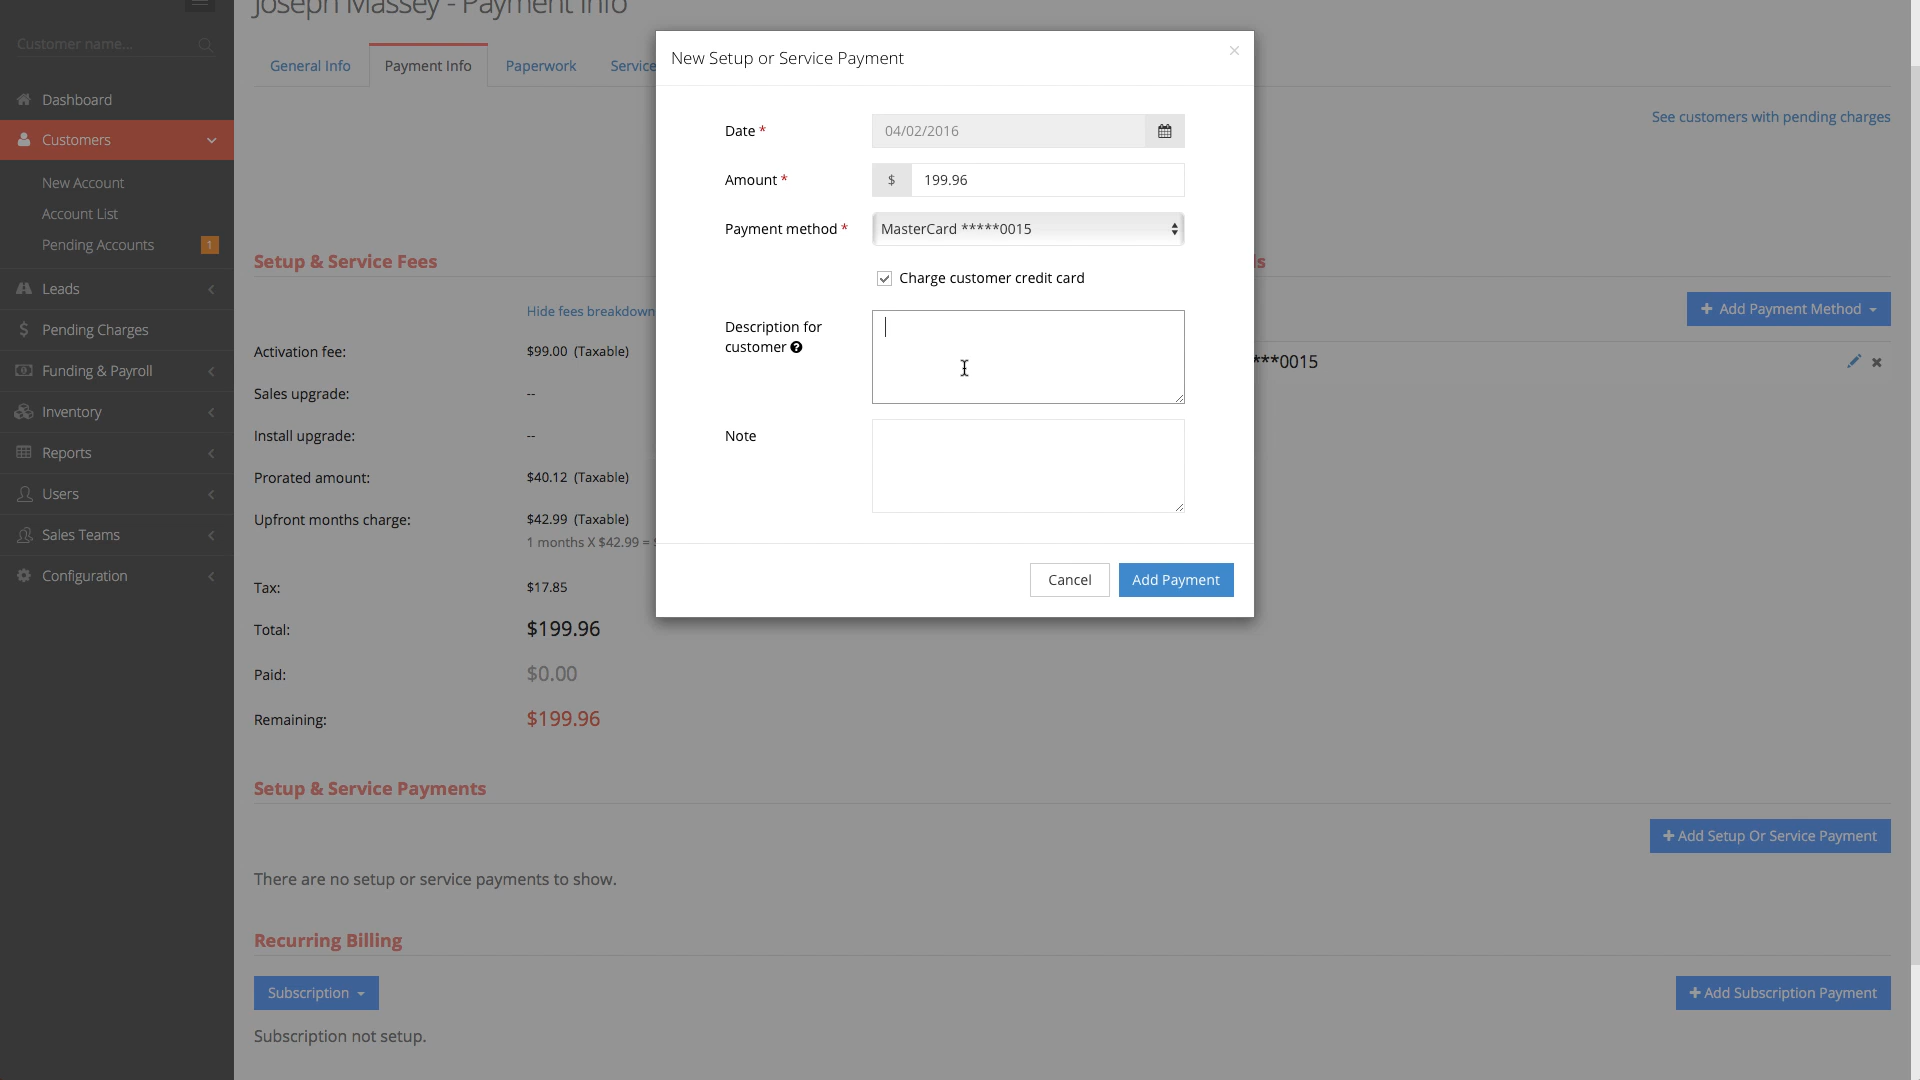 Joseph Massey - Payment Info
Customer name...
Dashboard
Customers
New Account
Account List
Pending Accounts 1
Leads
Pending Charges
Funding & Payroll
Inventory
Reports
Users
Sales Teams
Configuration
General Info Payment Info Paperwork Service
See customers with pending charges
Setup & Service Fees
Hide fees breakdown
Activation fee: $99.00 (Taxable)
Sales upgrade: --
Install upgrade: --
Prorated amount: $40.12 (Taxable)
Upfront months charge: $42.99 (Taxable)
1 months X $42.99 =
Tax: $17.85
Total: $199.96
Paid: $0.00
Remaining: $199.96
ls
+ Add Payment Method
***0015
Setup & Service Payments
+ Add Setup Or Service Payment
There are no setup or service payments to show.
Recurring Billing
Subscription
+ Add Subscription Payment
Subscription not setup.
New Setup or Service Payment ×
Date * 04/02/2016
Amount * $ 199.96
Payment method * MasterCard *****0015
Charge customer credit card
Description for
customer ?
Note
Cancel Add Payment